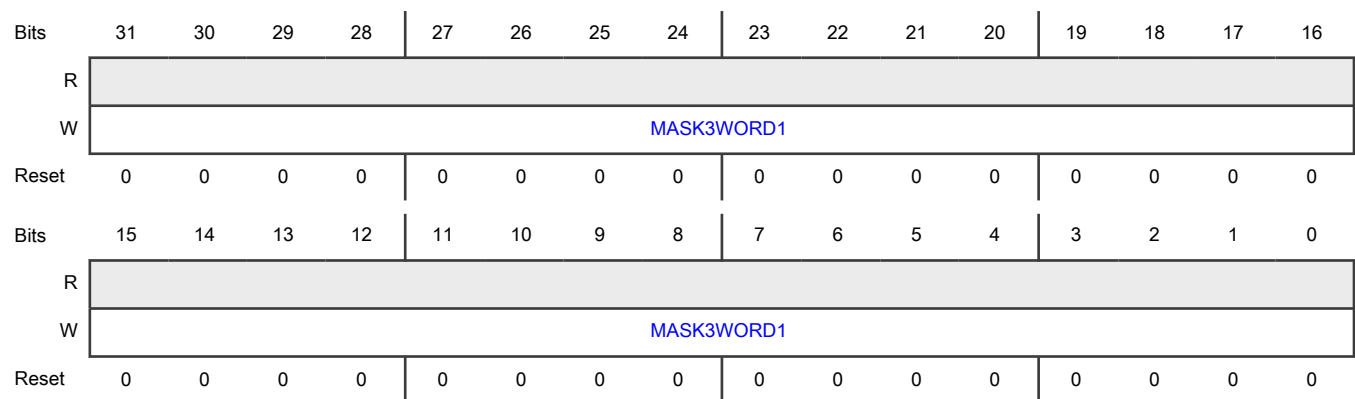 Bits 31 30 29 28 27 26 25 24 23 22 21 20 19 18 17 16
R
W MASK3WORD1
Reset 0 0 0 0 0 0 0 0 0 0 0 0 0 0 0 0
Bits 15 14 13 12 11 10 9 8 7 6 5 4 3 2 1 0
R
W MASK3WORD1
Reset 0 0 0 0 0 0 0 0 0 0 0 0 0 0 0 0